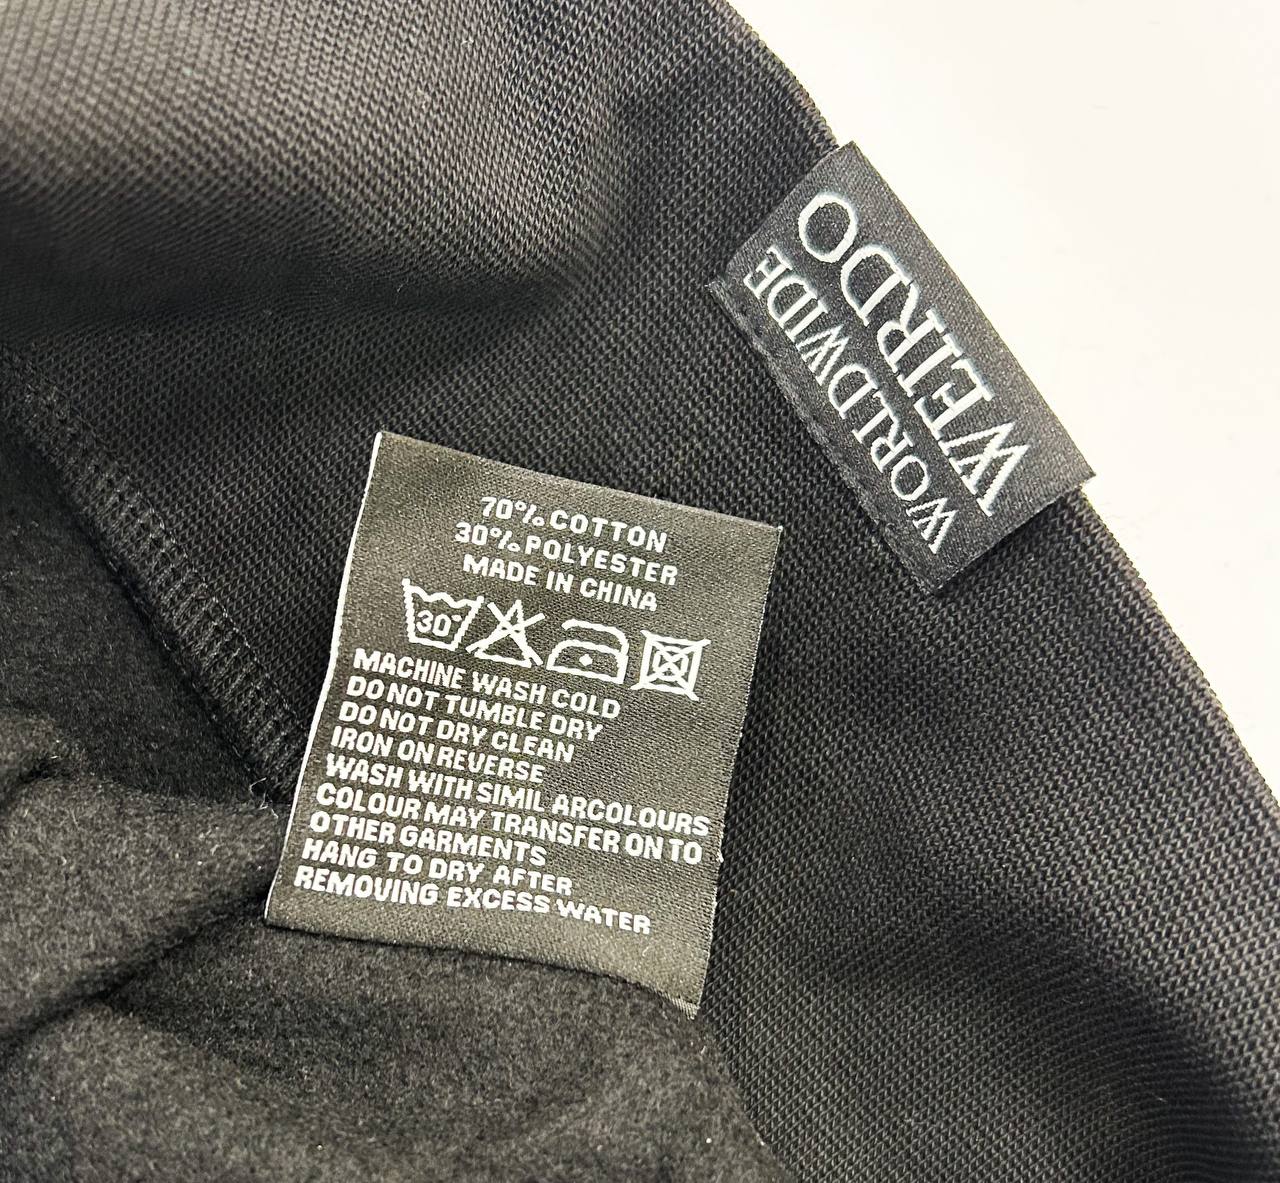 WORLDWIDE
WEIRDO
70% COTTON
30% POLYESTER
MADE IN CHINA
30°
MACHINE WASH COLD
DO NOT TUMBLE DRY
DO NOT DRY CLEAN
IRON ON REVERSE
WASH WITH SIMIL ARCOLOURS
COLOUR MAY TRANSFER ON TO
OTHER GARMENTS
HANG TO DRY AFTER
REMOVING EXCESS WATER